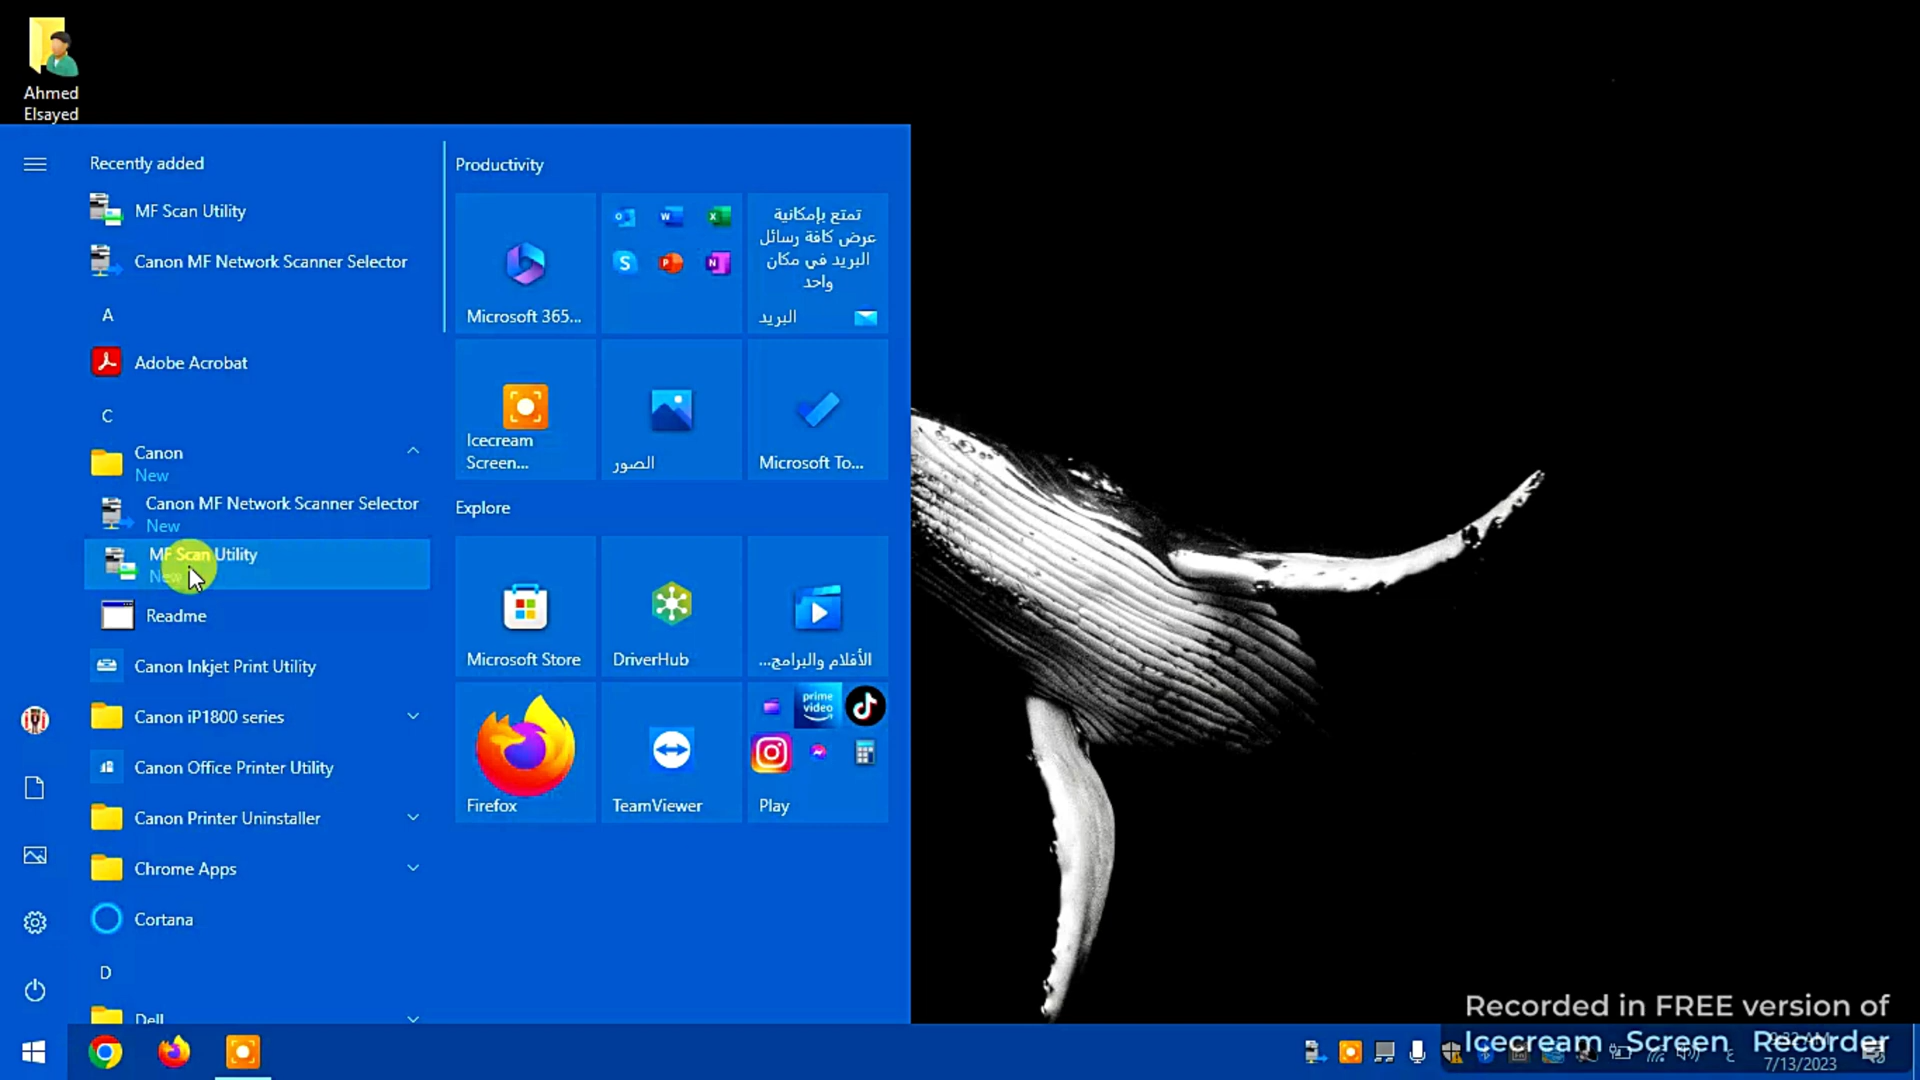 Ahmed
Elsayed
Recently added
MF Scan Utility
Canon MF Network Scanner Selector
A
Adobe Acrobat
C
Canon
New
Canon MF Network Scanner Selector
New
MF Scan Utility
New
Readme
Canon Inkjet Print Utility
Canon iP1800 series
Canon Office Printer Utility
Canon Printer Uninstaller
Chrome Apps
Cortana
D
Dell
Productivity
Microsoft 365...
تمتع بإمكانية
عرض كافة رسائل
البريد في مكان
واحد
البريد
Icecream
Screen...
الصور
Microsoft To...
Explore
Microsoft Store
DriverHub
الأفلام والبرامج...
Firefox
TeamViewer
prime
video
Play
Recorded in FREE version of
Icecream Screen Recorder
ع
7/13/2023